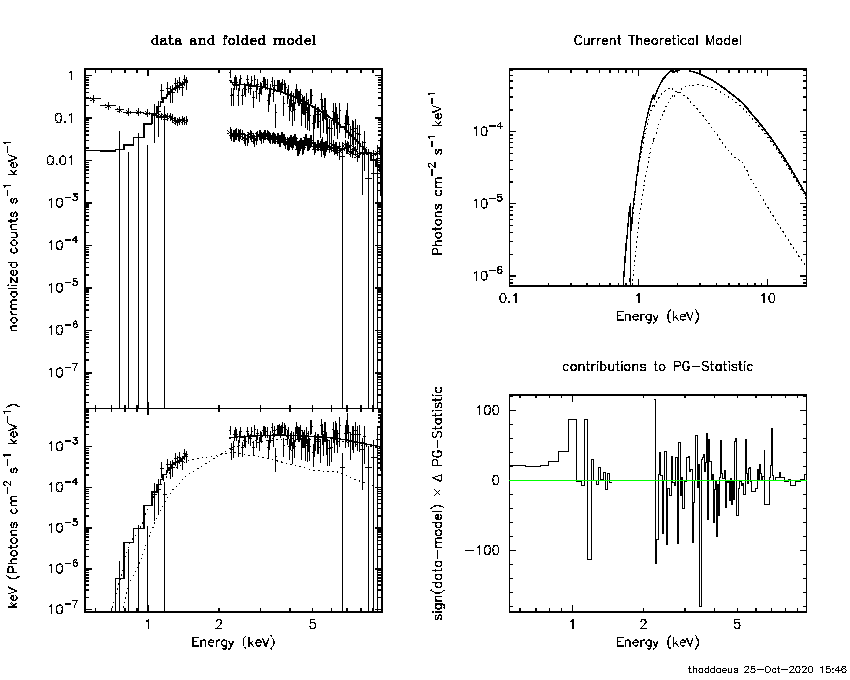 data and folded model
normalized counts s⁻¹ keV⁻¹
1
0.1
0.01
10⁻³
10⁻⁴
10⁻⁵
10⁻⁶
10⁻⁷
keV (Photons cm⁻² s⁻¹ keV⁻¹)
10⁻³
10⁻⁴
10⁻⁵
10⁻⁶
10⁻⁷
1 2 5
Energy (keV)
Current Theoretical Model
Photons cm⁻² s⁻¹ keV⁻¹
10⁻⁴
10⁻⁵
10⁻⁶
0.1 1 10
Energy (keV)
contributions to PG−Statistic
sign(data−model) × Δ PG−Statistic
100
0
−100
1 2 5
Energy (keV)
thaddaeus 25−Oct−2020 15:46